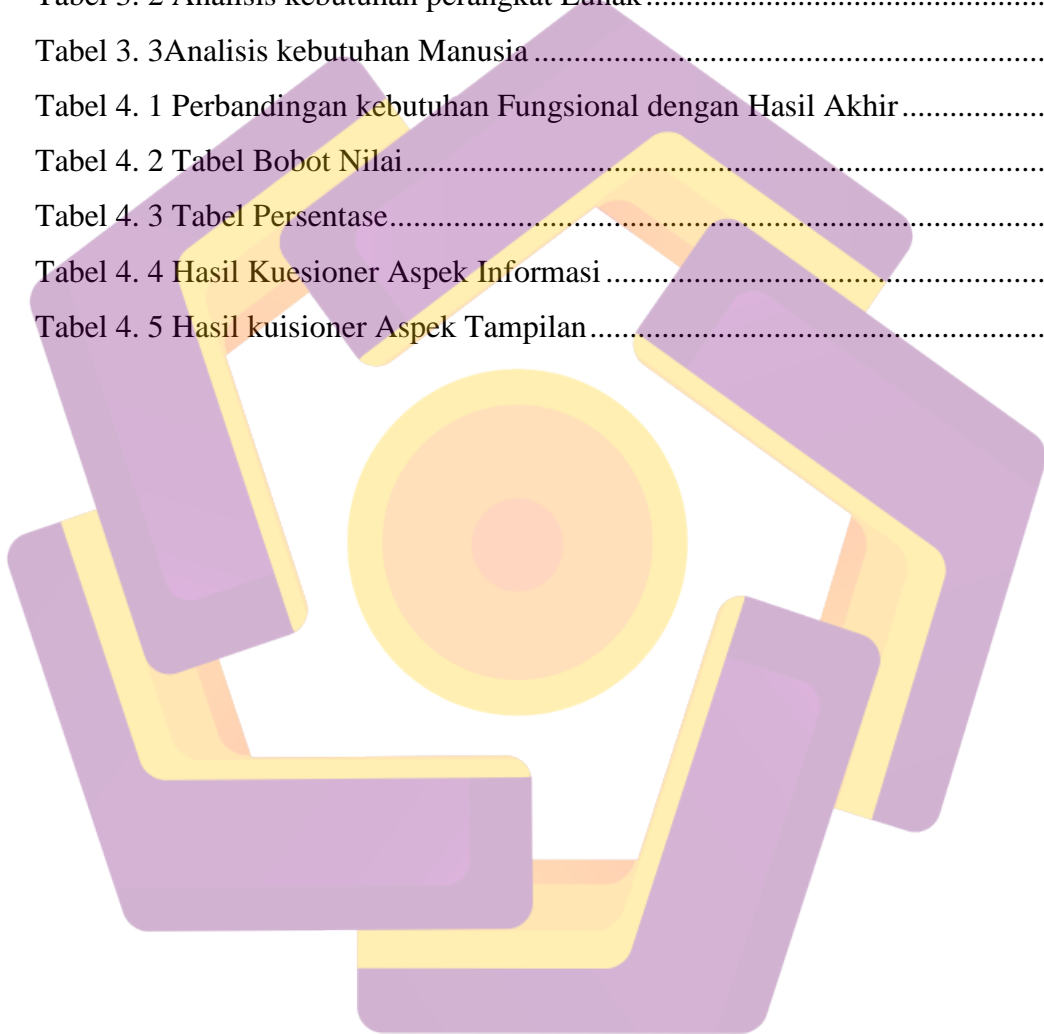 Tabel 3. 2 Analisis kebutuhan perangkat Lunak........................................................
Tabel 3. 3Analisis kebutuhan Manusia........................................................................
Tabel 4. 1 Perbandingan kebutuhan Fungsional dengan Hasil Akhir....................
Tabel 4. 2 Tabel Bobot Nilai........................................................................................
Tabel 4. 3 Tabel Persentase..........................................................................................
Tabel 4. 4 Hasil Kuesioner Aspek Informasi.............................................................
Tabel 4. 5 Hasil kuisioner Aspek Tampilan...............................................................